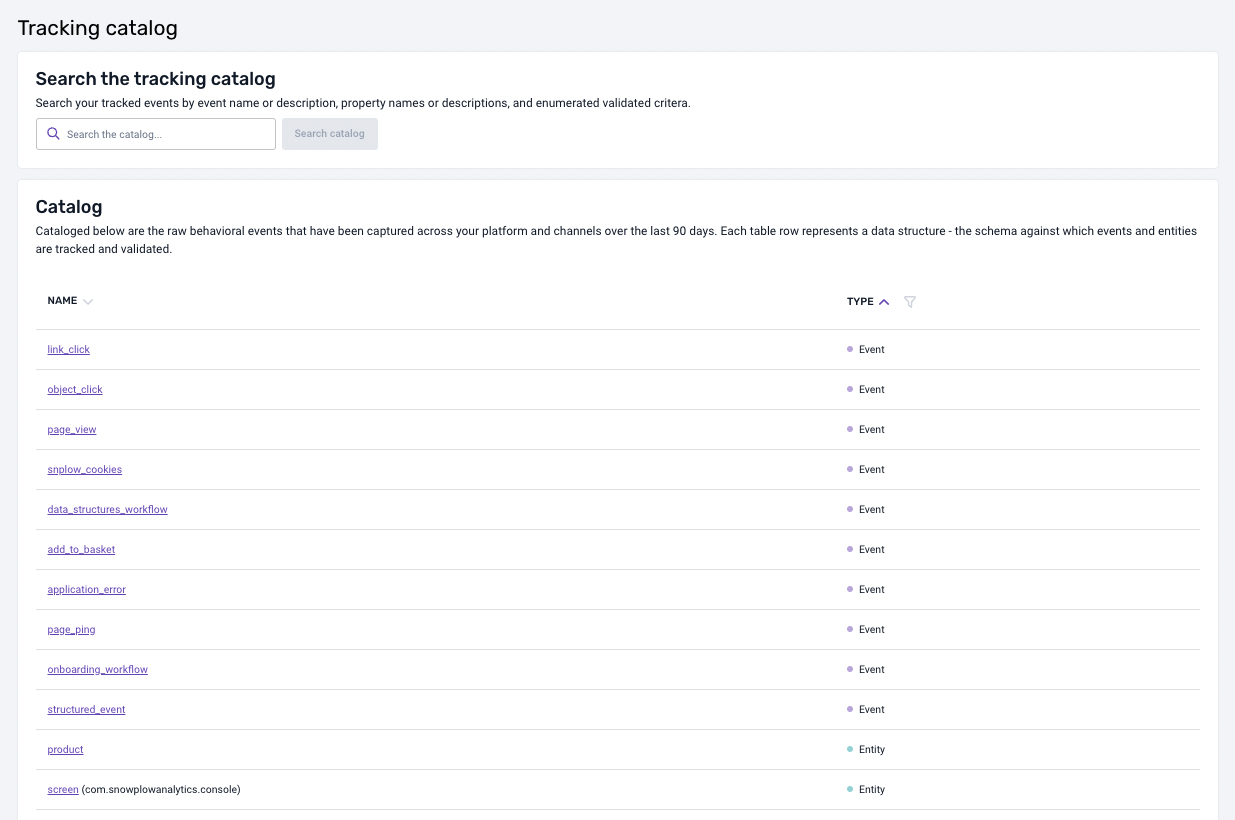 Tracking catalog
Search the tracking catalog
Search your tracked events by event name or description, property names or descriptions, and enumerated validated critera.
Search the catalog...
Search catalog
Catalog
Cataloged below are the raw behavioral events that have been captured across your platform and channels over the last 90 days. Each table row represents a data structure - the schema against which events and entities
are tracked and validated.
NAME TYPE
link_click Event
object_click Event
page_view Event
snplow_cookies Event
data_structures_workflow Event
add_to_basket Event
application_error Event
page_ping Event
onboarding_workflow Event
structured_event Event
product Entity
screen (com.snowplowanalytics.console) Entity